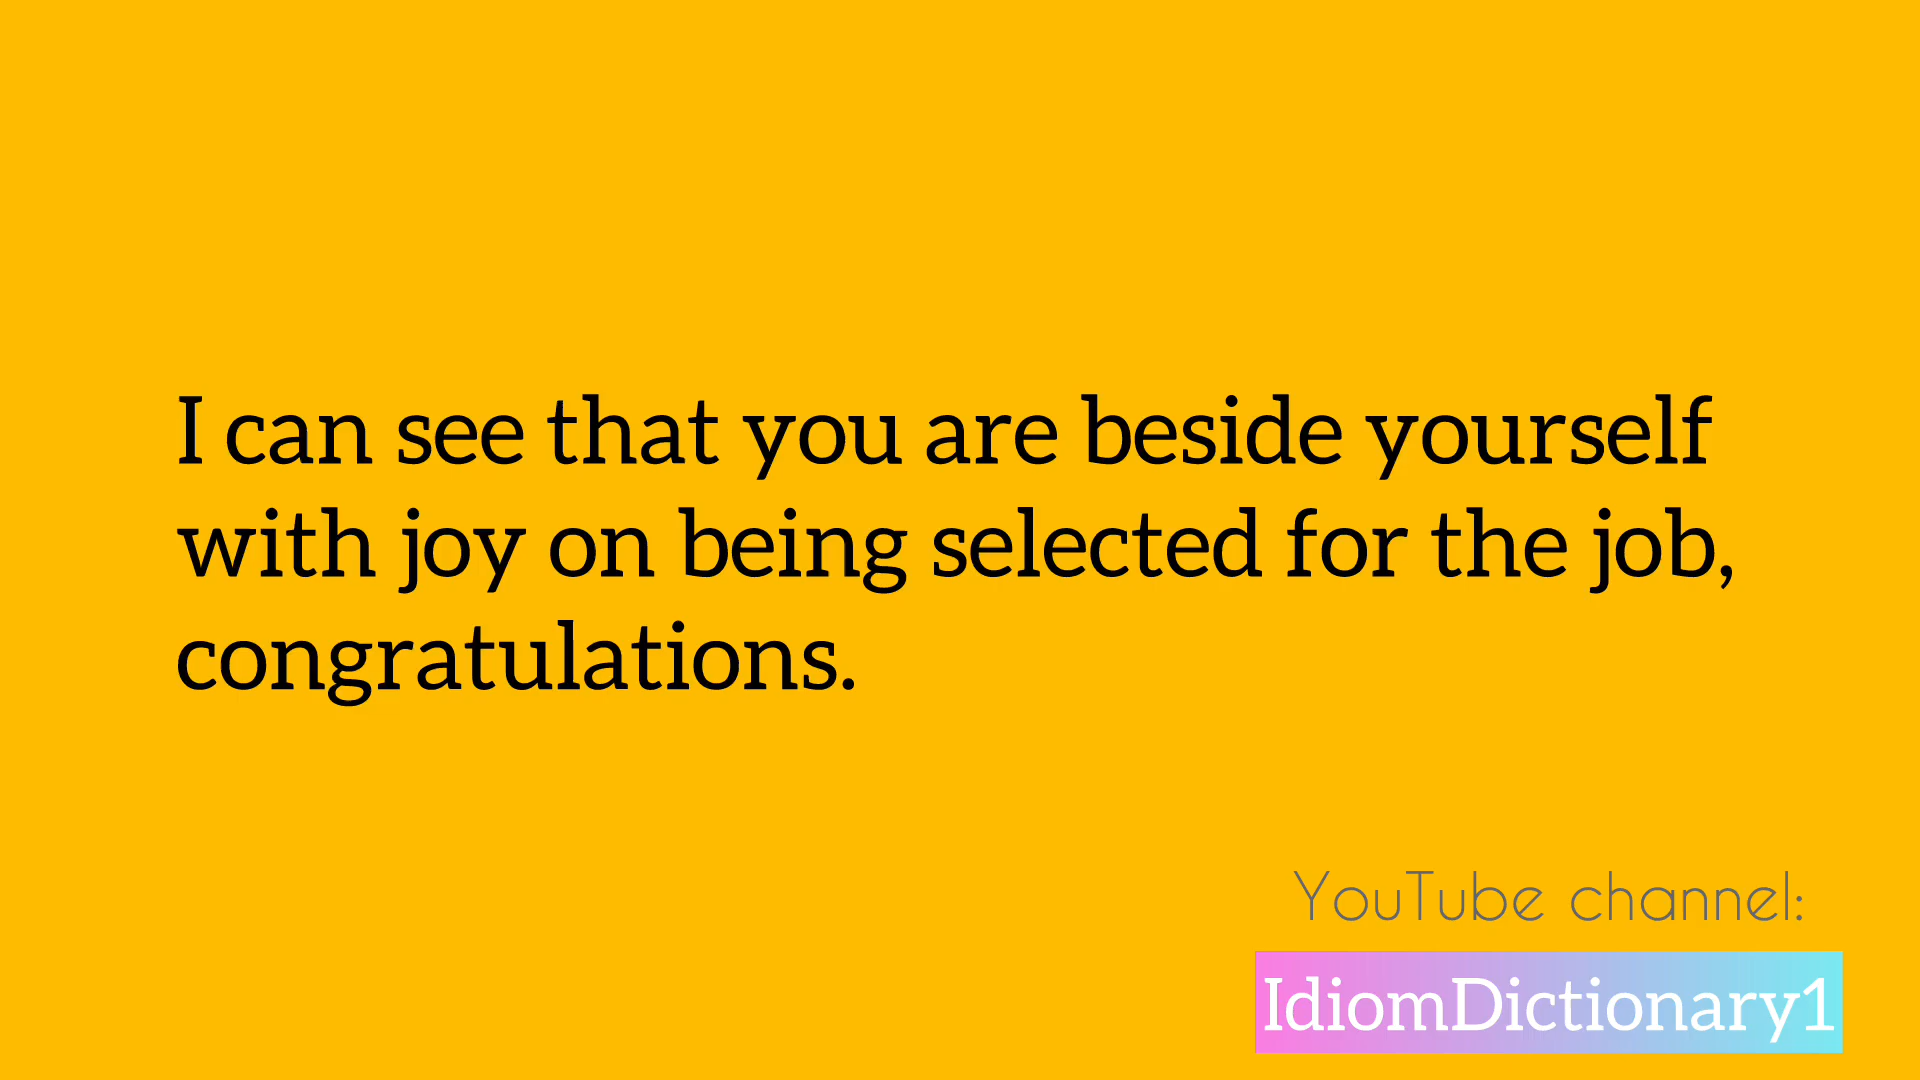 I can see that you are beside yourself
with joy on being selected for the job,
congratulations.
YouTube channel:
IdiomDictionary1